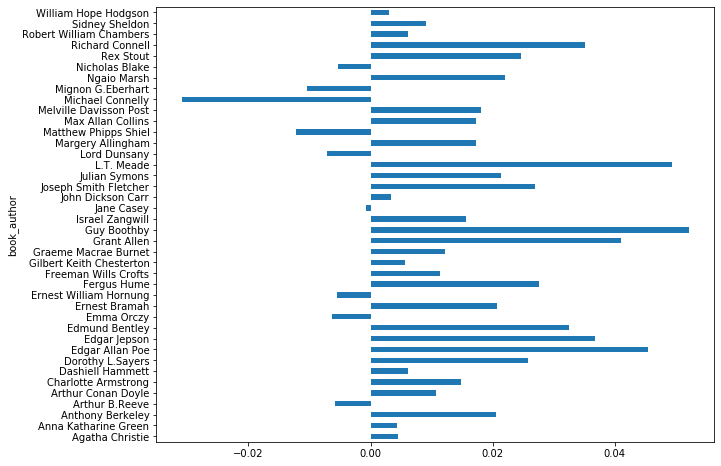 William Hope Hodgson
Sidney Sheldon
Robert William Chambers
Richard Connell
Rex Stout
Nicholas Blake
Ngaio Marsh
Mignon G.Eberhart
Michael Connelly
Melville Davisson Post
Max Allan Collins
Matthew Phipps Shiel
Margery Allingham
Lord Dunsany
L.T. Meade
Julian Symons
Joseph Smith Fletcher
John Dickson Carr
Jane Casey
Israel Zangwill
Guy Boothby
Grant Allen
Graeme Macrae Burnet
Gilbert Keith Chesterton
Freeman Wills Crofts
Fergus Hume
Ernest William Hornung
Ernest Bramah
Emma Orczy
Edmund Bentley
Edgar Jepson
Edgar Allan Poe
Dorothy L.Sayers
Dashiell Hammett
Charlotte Armstrong
Arthur Conan Doyle
Arthur B.Reeve
Anthony Berkeley
Anna Katharine Green
Agatha Christie
book_author
−0.02 0.00 0.02 0.04